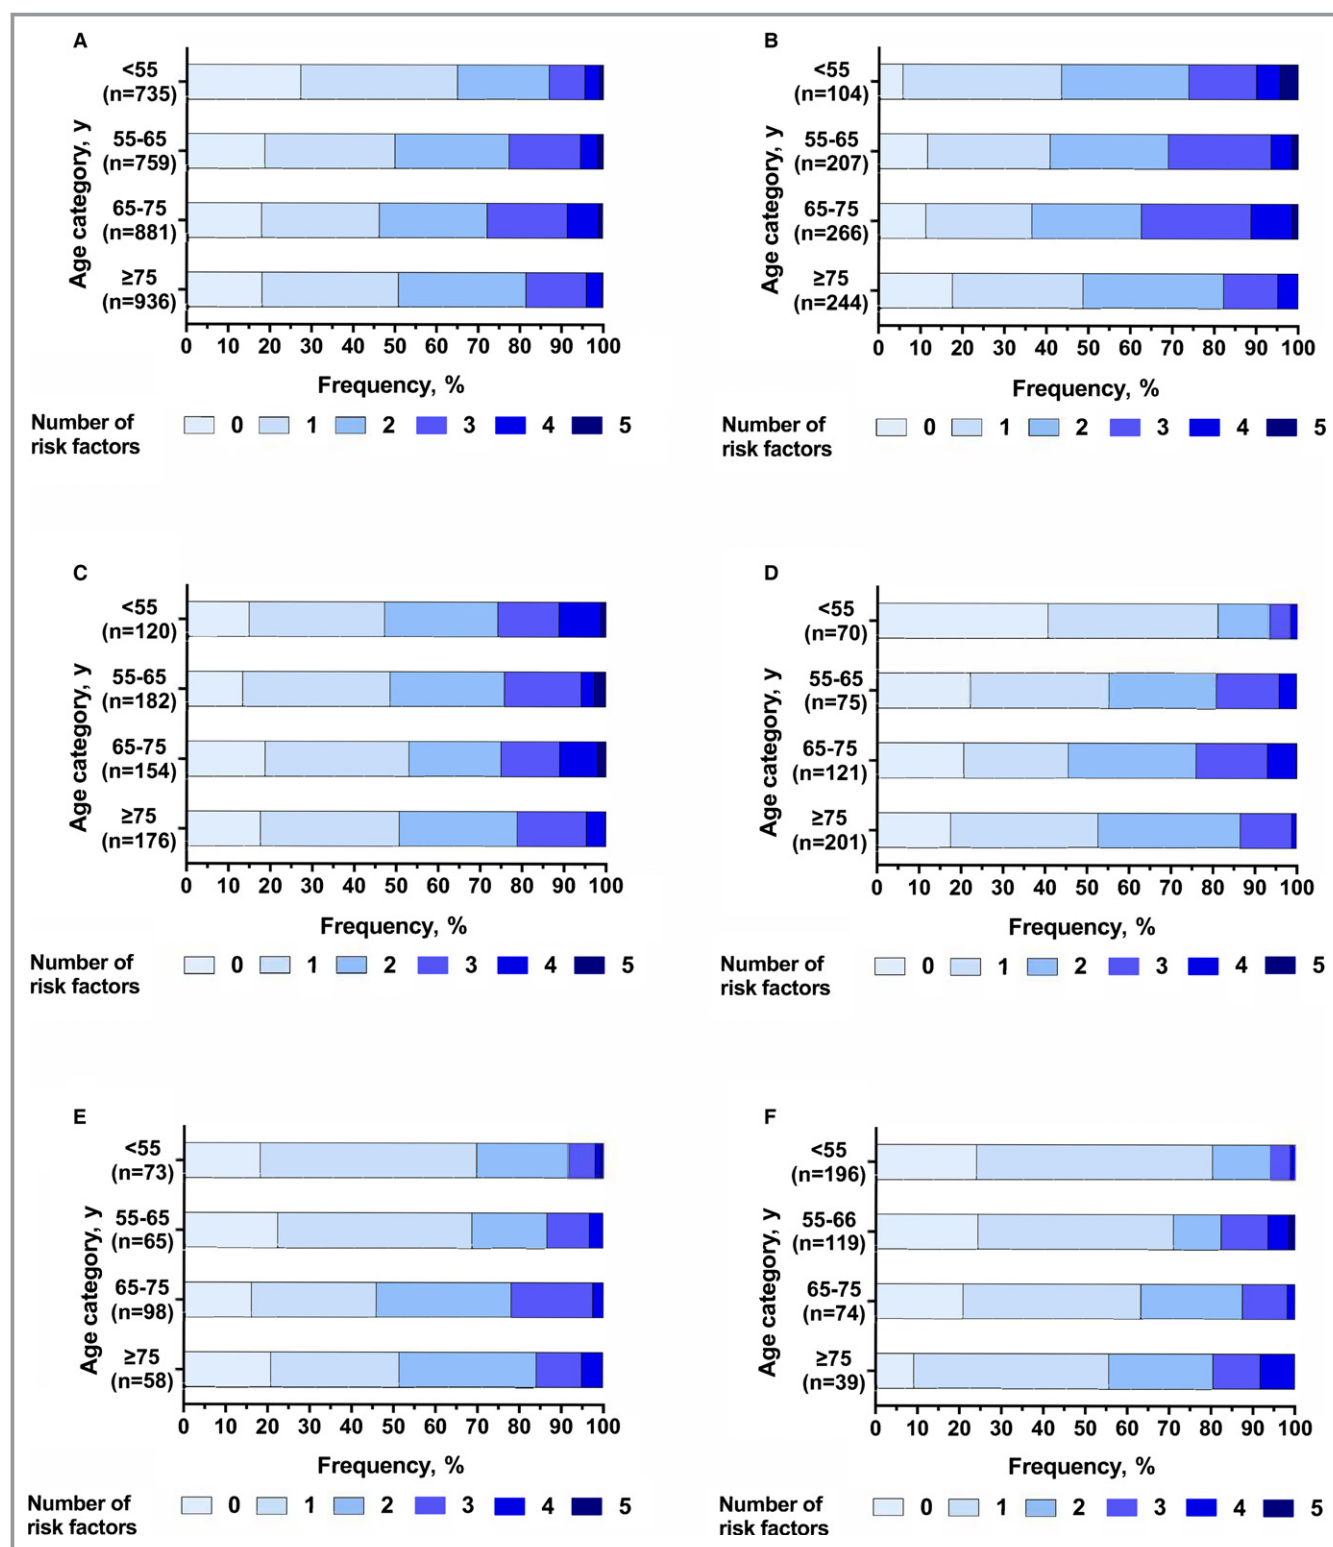 A
Age category, y
<55
(n=735)
55-65
(n=759)
65-75
(n=881)
≥75
(n=936)
0 10 20 30 40 50 60 70 80 90 100
Frequency, %
Number of
risk factors
0 1 2 3 4 5
B
Age category, y
<55
(n=104)
55-65
(n=207)
65-75
(n=266)
≥75
(n=244)
0 10 20 30 40 50 60 70 80 90 100
Frequency, %
Number of
risk factors
0 1 2 3 4 5
C
Age category, y
<55
(n=120)
55-65
(n=182)
65-75
(n=154)
≥75
(n=176)
0 10 20 30 40 50 60 70 80 90 100
Frequency, %
Number of
risk factors
0 1 2 3 4 5
D
Age category, y
<55
(n=70)
55-65
(n=75)
65-75
(n=121)
≥75
(n=201)
0 10 20 30 40 50 60 70 80 90 100
Frequency, %
Number of
risk factors
0 1 2 3 4 5
E
Age category, y
<55
(n=73)
55-65
(n=65)
65-75
(n=98)
≥75
(n=58)
0 10 20 30 40 50 60 70 80 90 100
Frequency, %
Number of
risk factors
0 1 2 3 4 5
F
Age category, y
<55
(n=196)
55-66
(n=119)
65-75
(n=74)
≥75
(n=39)
0 10 20 30 40 50 60 70 80 90 100
Frequency, %
Number of
risk factors
0 1 2 3 4 5